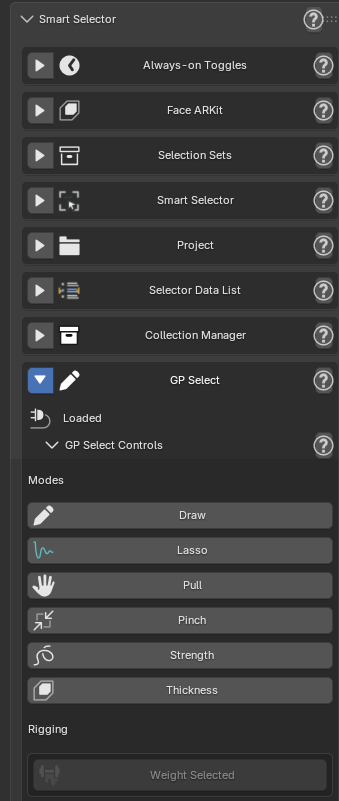 Smart Selector
Always-on Toggles
Face ARKit
Selection Sets
Smart Selector
Project
Selector Data List
Collection Manager
GP Select
Loaded
GP Select Controls
Modes
Draw
Lasso
Pull
Pinch
Strength
Thickness
Rigging
Weight Selected